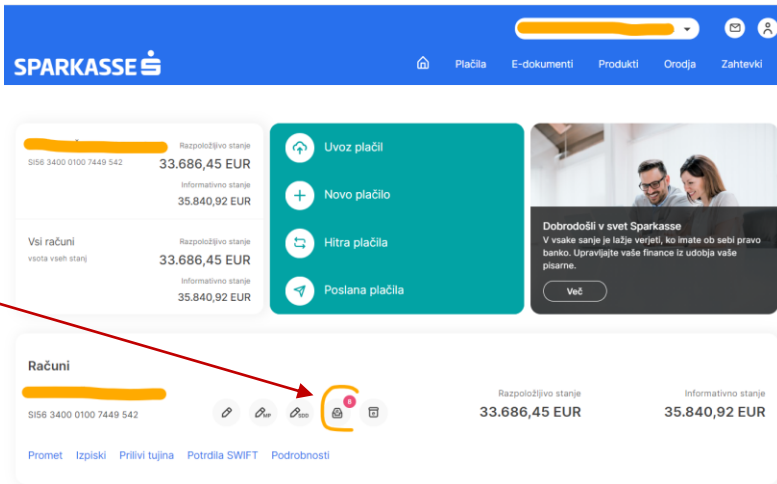 SPARKASSE
Plačila E-dokumenti Produkti Orodja Zahtevki
Razpoložljivo stanje
SI56 3400 0100 7449 542 33.686,45 EUR
Informativno stanje
35.840,92 EUR
Vsi računi Razpoložljivo stanje
vsota vseh stanj 33.686,45 EUR
Informativno stanje
35.840,92 EUR
Uvoz plačil
Novo plačilo
Hitra plačila
Poslana plačila
Dobrodošli v svet Sparkasse
V vsake sanje je lažje verjeti, ko imate ob sebi pravo
banko. Upravljajte vaše finance iz udobja vaše
pisarne.
Več
Računi
SI56 3400 0100 7449 542
UPP
SDD
8
Razpoložljivo stanje Informativno stanje
33.686,45 EUR 35.840,92 EUR
Promet Izpiski Prilivi tujina Potrdila SWIFT Podrobnosti